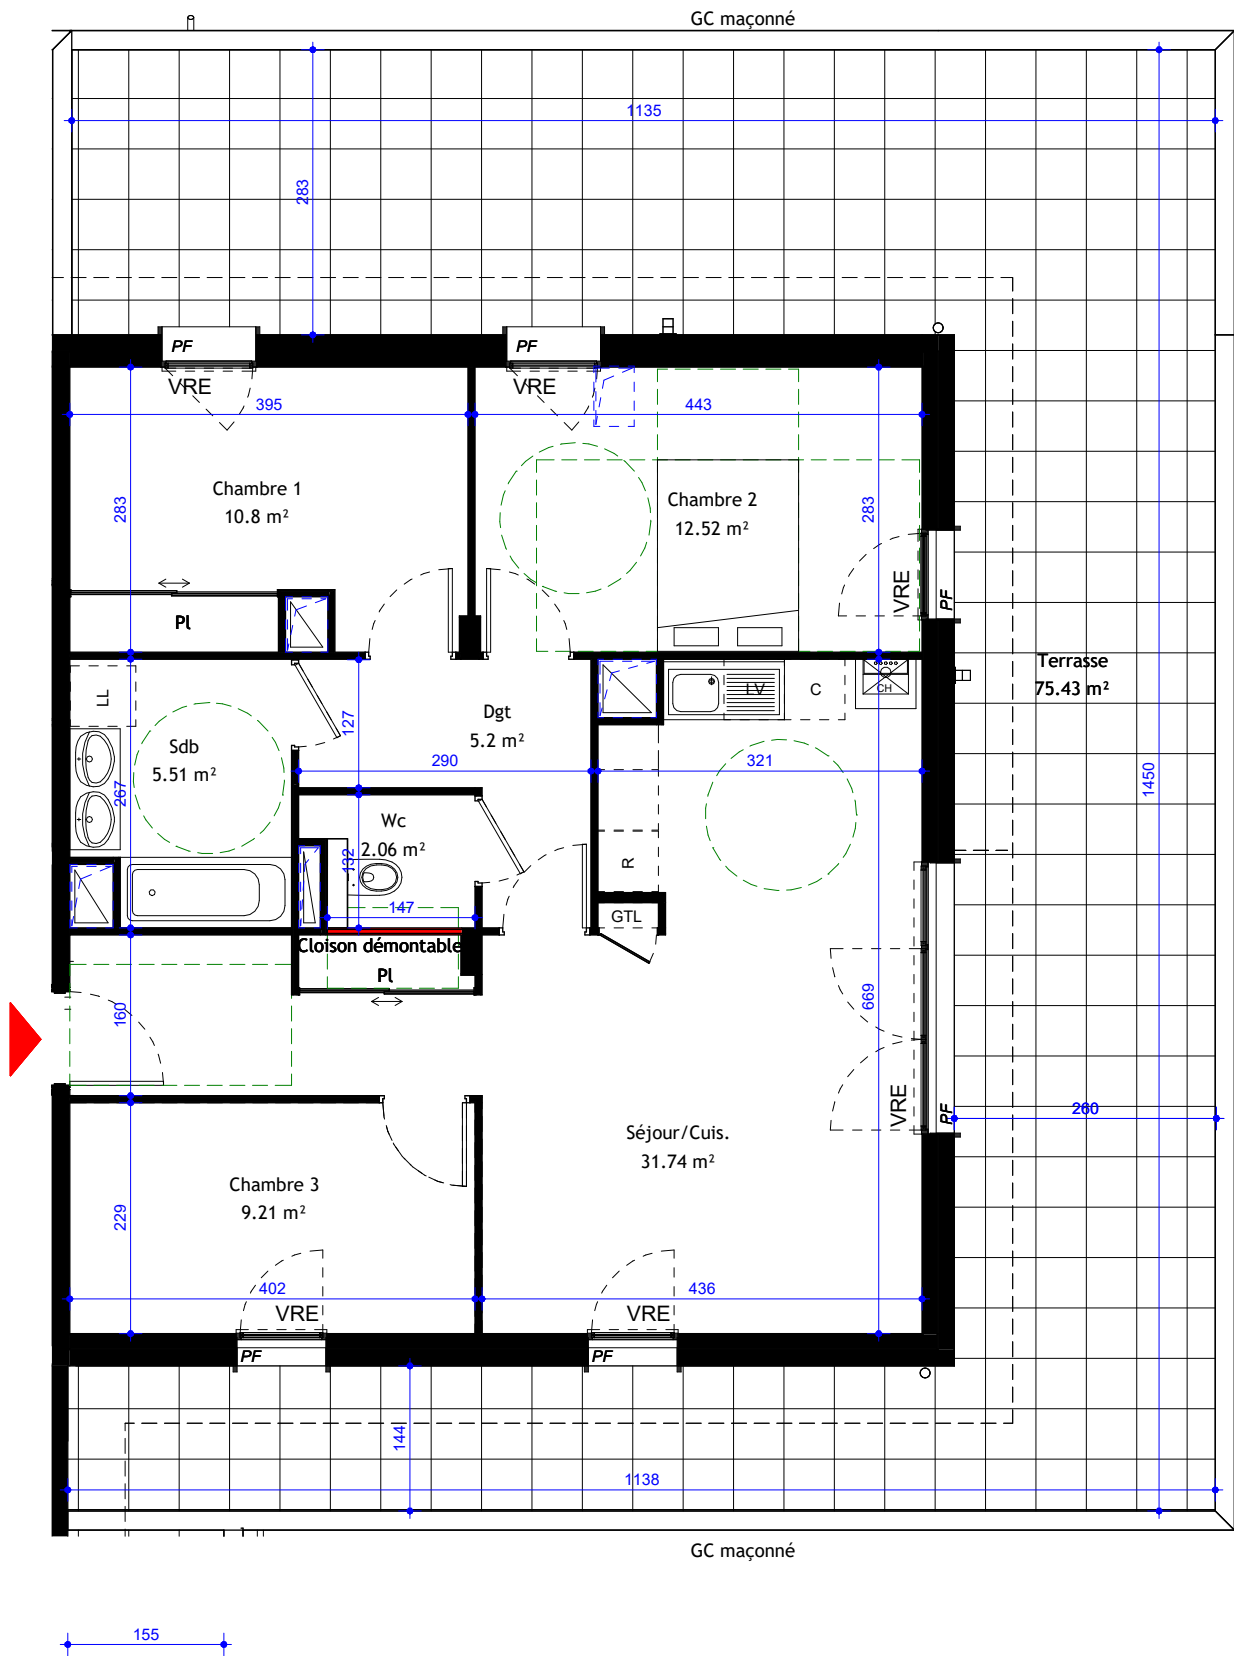 GC maçonné
1135
283
PF
PF
VRE
VRE
395
443
Chambre 1
10.8 m²
Chambre 2
12.52 m²
283
283
VRE
PF
Pl
Terrasse
75.43 m²
LL
LV
C
CH
Sdb
5.51 m²
127
Dgt
5.2 m²
290
321
1450
267
Wc
2.06 m²
132
R
147
GTL
Cloison démontable
Pl
160
669
VRE
PF
260
Séjour/Cuis.
31.74 m²
Chambre 3
9.21 m²
229
402
436
VRE
VRE
PF
PF
144
1138
GC maçonné
155